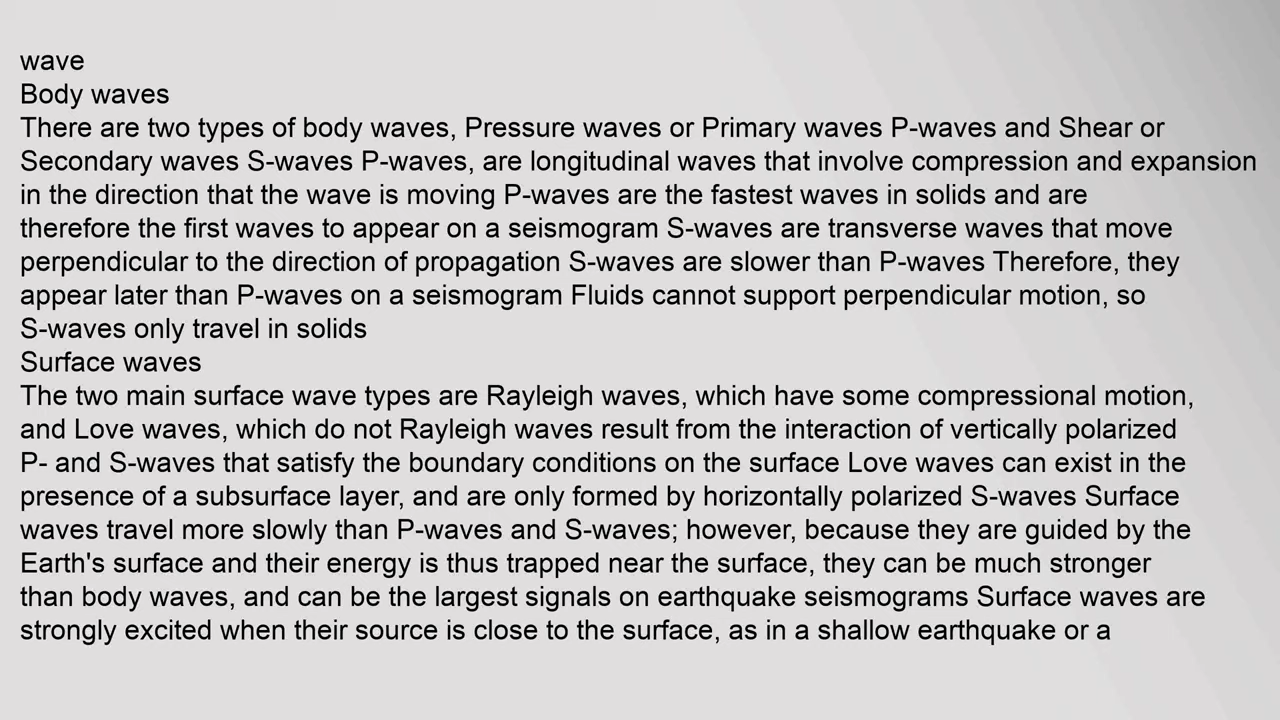 wave
Body waves
There are two types of body waves, Pressure waves or Primary waves P-waves and Shear or
Secondary waves S-waves P-waves, are longitudinal waves that involve compression and expansion
in the direction that the wave is moving P-waves are the fastest waves in solids and are
therefore the first waves to appear on a seismogram S-waves are transverse waves that move
perpendicular to the direction of propagation S-waves are slower than P-waves Therefore, they
appear later than P-waves on a seismogram Fluids cannot support perpendicular motion, so
S-waves only travel in solids
Surface waves
The two main surface wave types are Rayleigh waves, which have some compressional motion,
and Love waves, which do not Rayleigh waves result from the interaction of vertically polarized
P- and S-waves that satisfy the boundary conditions on the surface Love waves can exist in the
presence of a subsurface layer, and are only formed by horizontally polarized S-waves Surface
waves travel more slowly than P-waves and S-waves; however, because they are guided by the
Earth's surface and their energy is thus trapped near the surface, they can be much stronger
than body waves, and can be the largest signals on earthquake seismograms Surface waves are
strongly excited when their source is close to the surface, as in a shallow earthquake or a